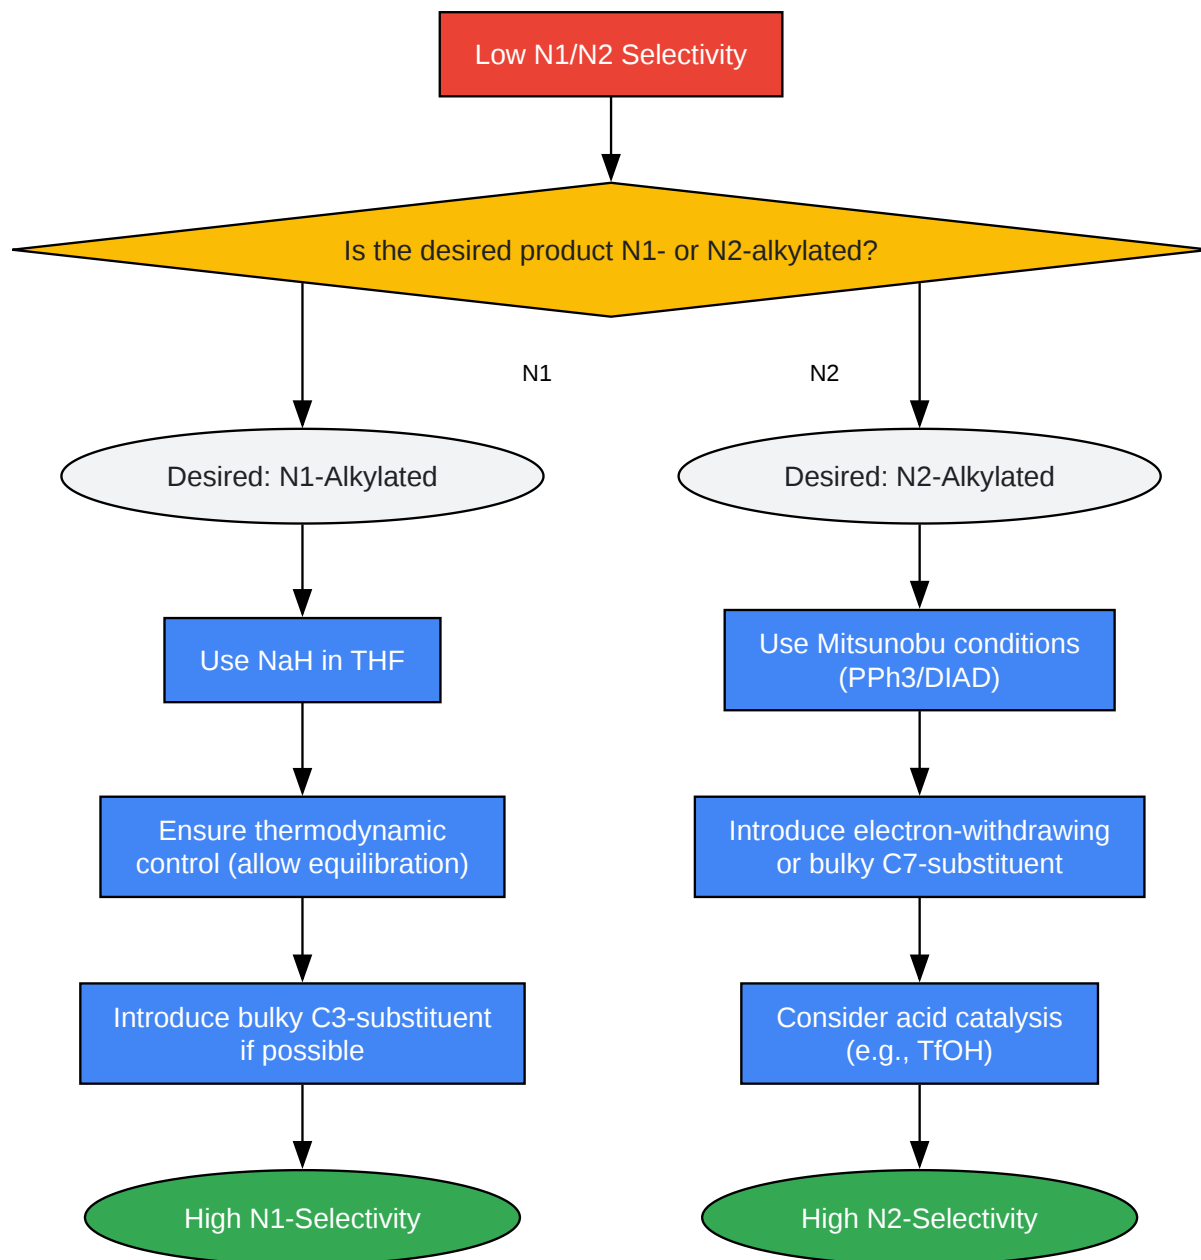 Low N1/N2 Selectivity
Is the desired product N1- or N2-alkylated?
N1
N2
Desired: N1-Alkylated
Desired: N2-Alkylated
Use NaH in THF
Use Mitsunobu conditions
(PPh3/DIAD)
Ensure thermodynamic
control (allow equilibration)
Introduce electron-withdrawing
or bulky C7-substituent
Introduce bulky C3-substituent
if possible
Consider acid catalysis
(e.g., TfOH)
High N1-Selectivity
High N2-Selectivity